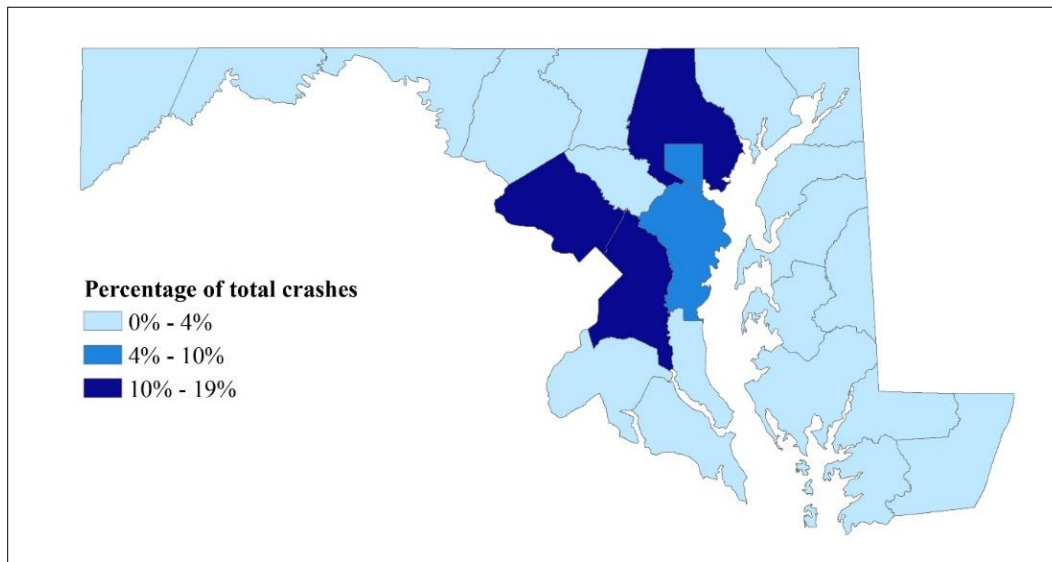 Percentage of total crashes
0% - 4%
4% - 10%
10% - 19%